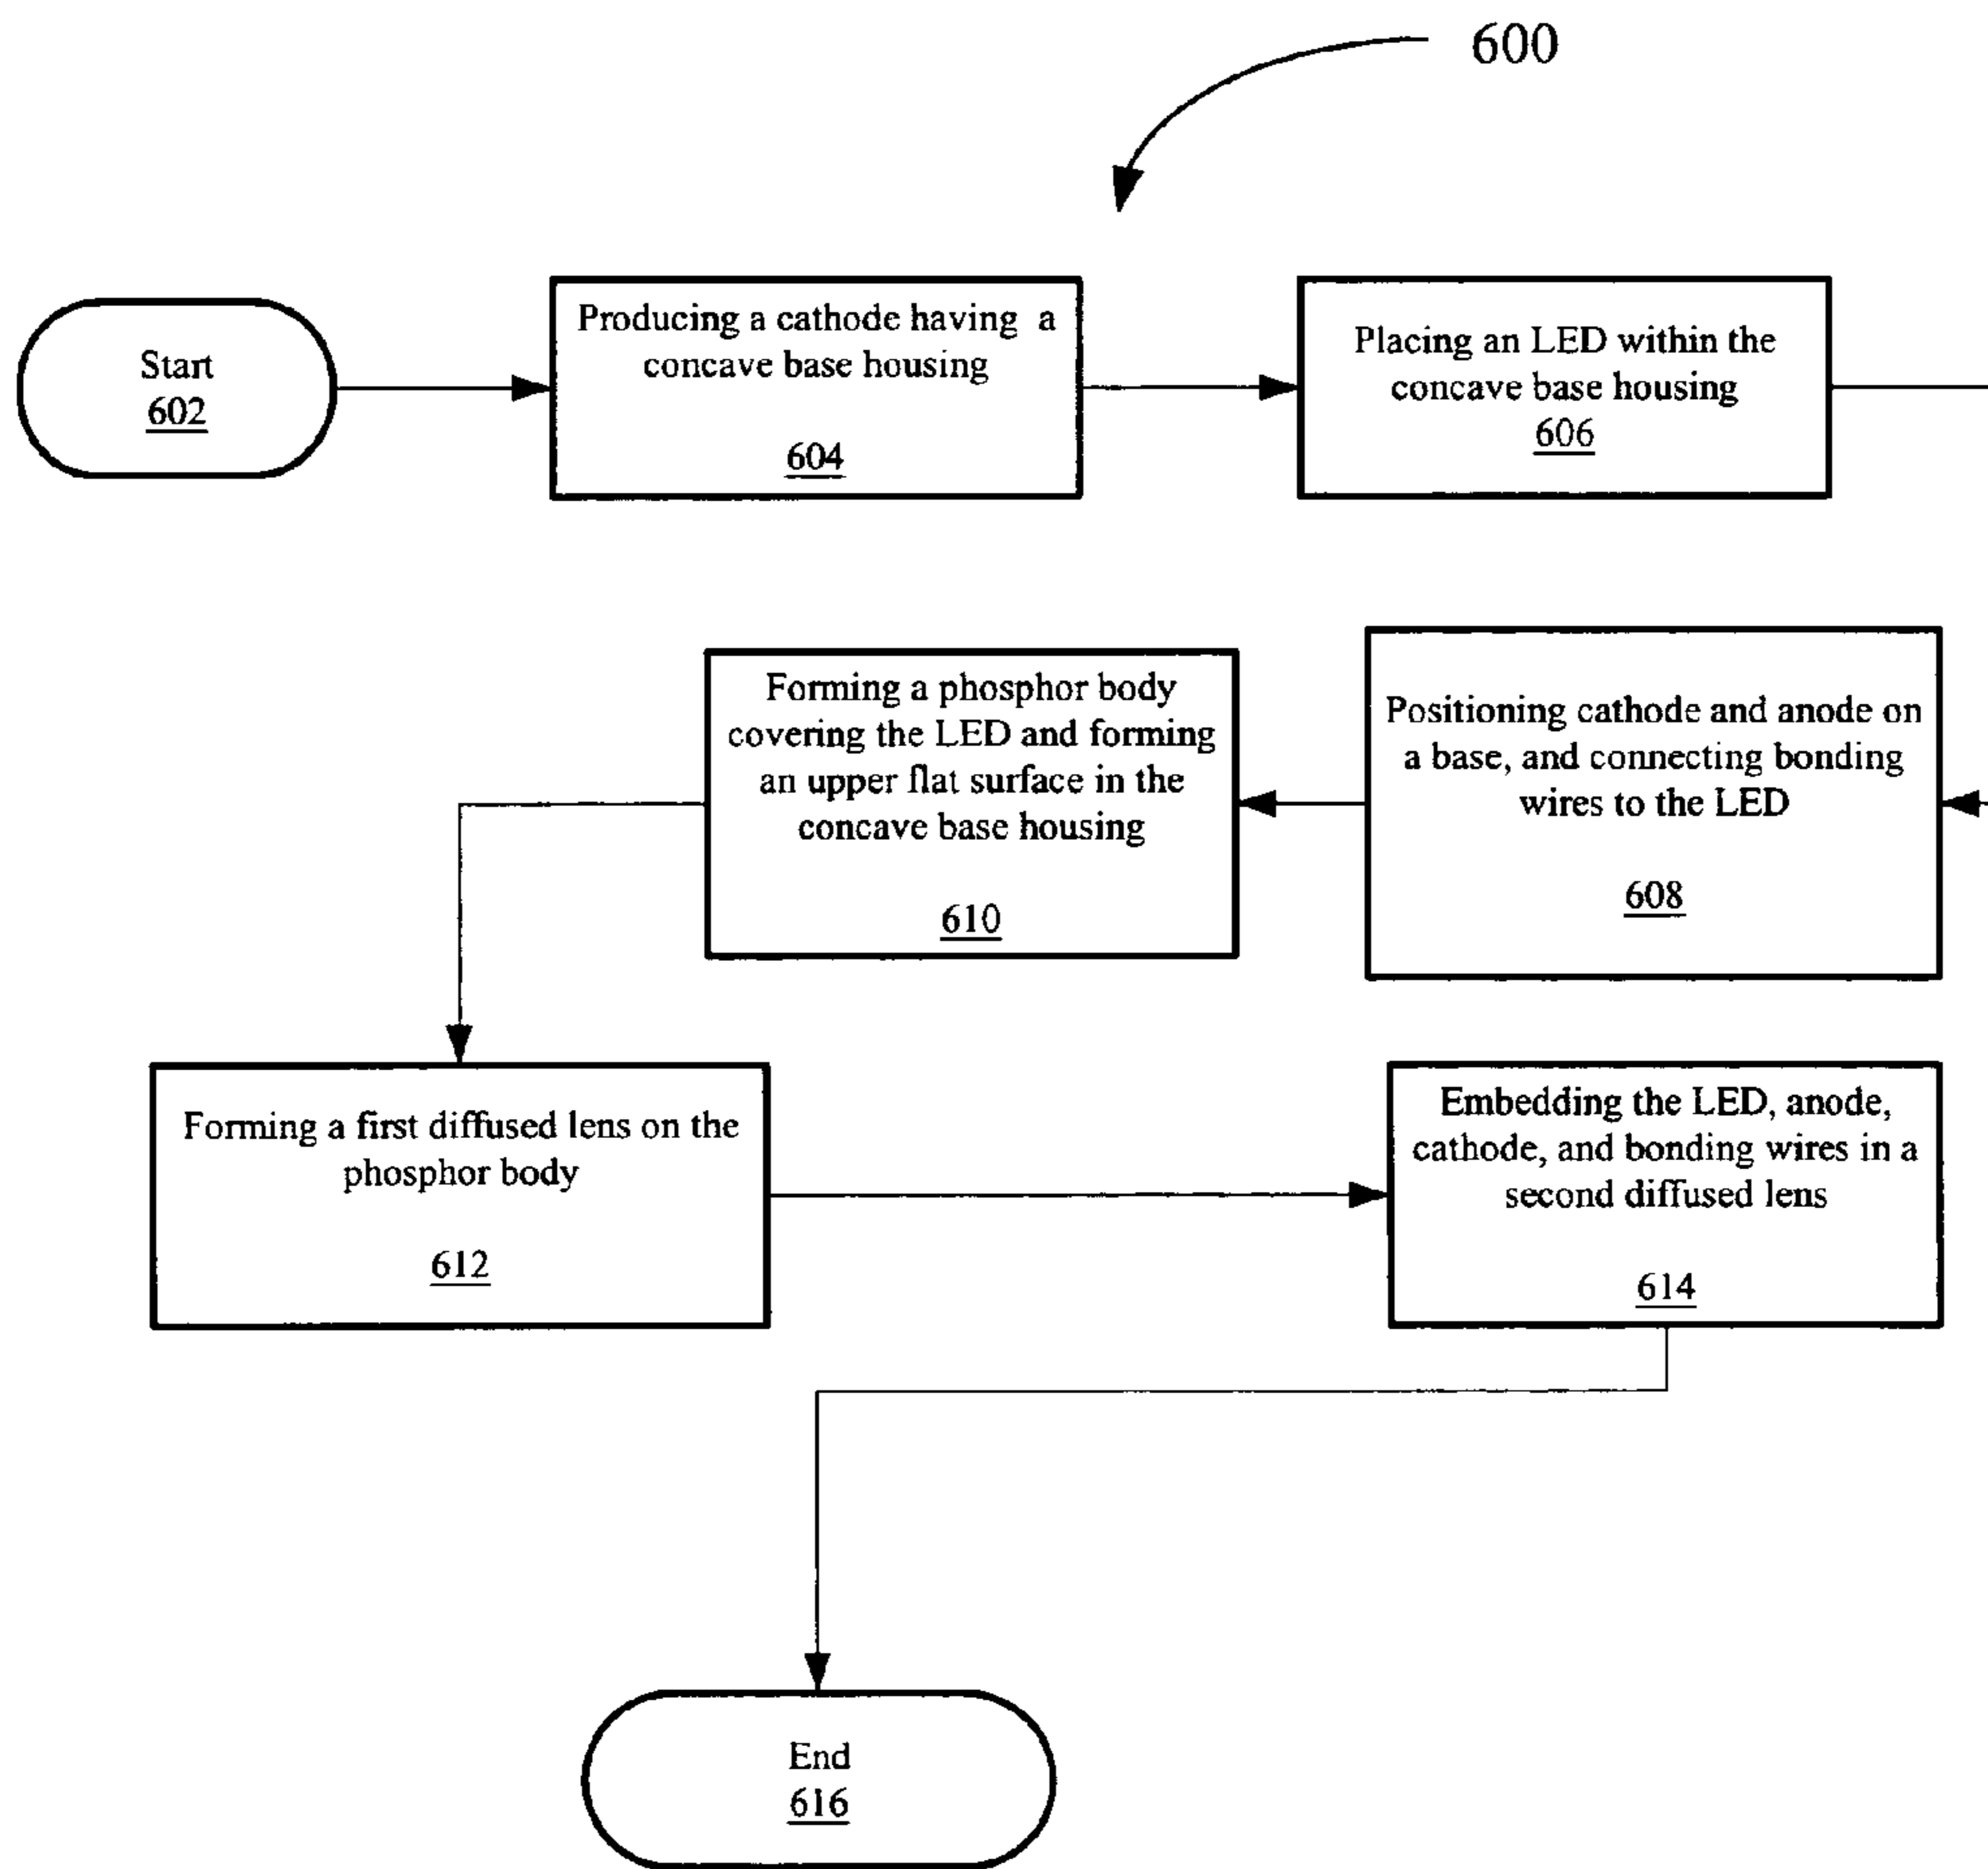 600
Start
602
Producing a cathode having a
concave base housing
604
Placing an LED within the
concave base housing
606
Positioning cathode and anode on
a base, and connecting bonding
wires to the LED
608
Forming a phosphor body
covering the LED and forming
an upper flat surface in the
concave base housing
610
Forming a first diffused lens on the
phosphor body
612
Embedding the LED, anode,
cathode, and bonding wires in a
second diffused lens
614
End
616